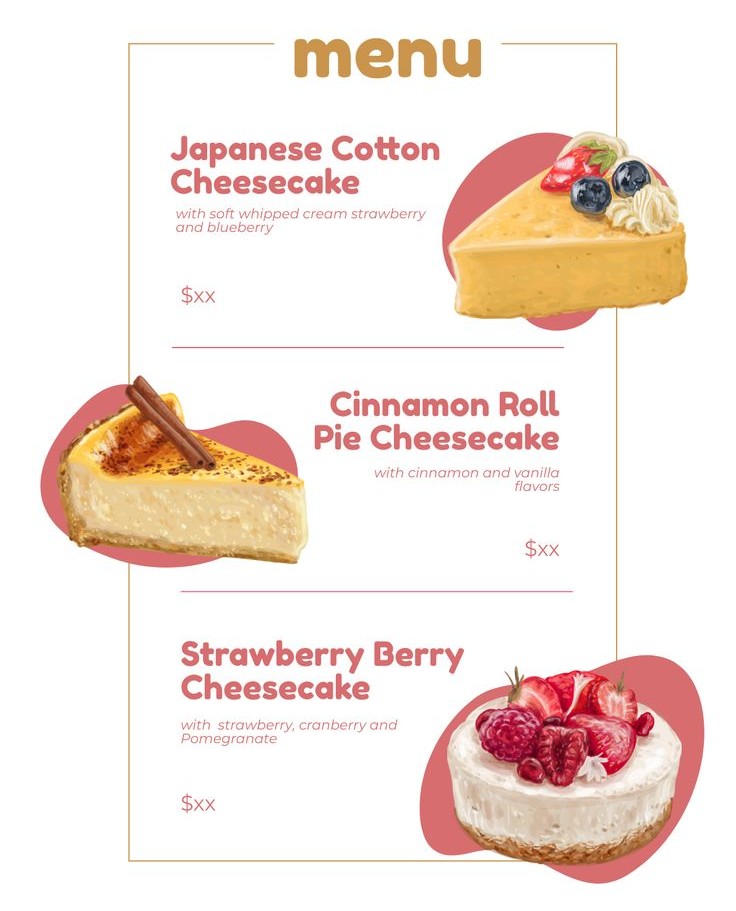 menu
Japanese Cotton
Cheesecake
with soft whipped cream strawberry
and blueberry
$xx
Cinnamon Roll
Pie Cheesecake
with cinnamon and vanilla
flavors
$xx
Strawberry Berry
Cheesecake
with strawberry, cranberry and
Pomegranate
$xx